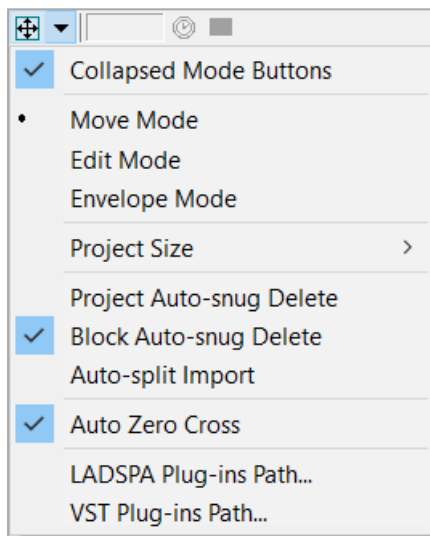 Collapsed Mode Buttons
Move Mode
Edit Mode
Envelope Mode
Project Size
Project Auto-snug Delete
Block Auto-snug Delete
Auto-split Import
Auto Zero Cross
LADSPA Plug-ins Path...
VST Plug-ins Path...